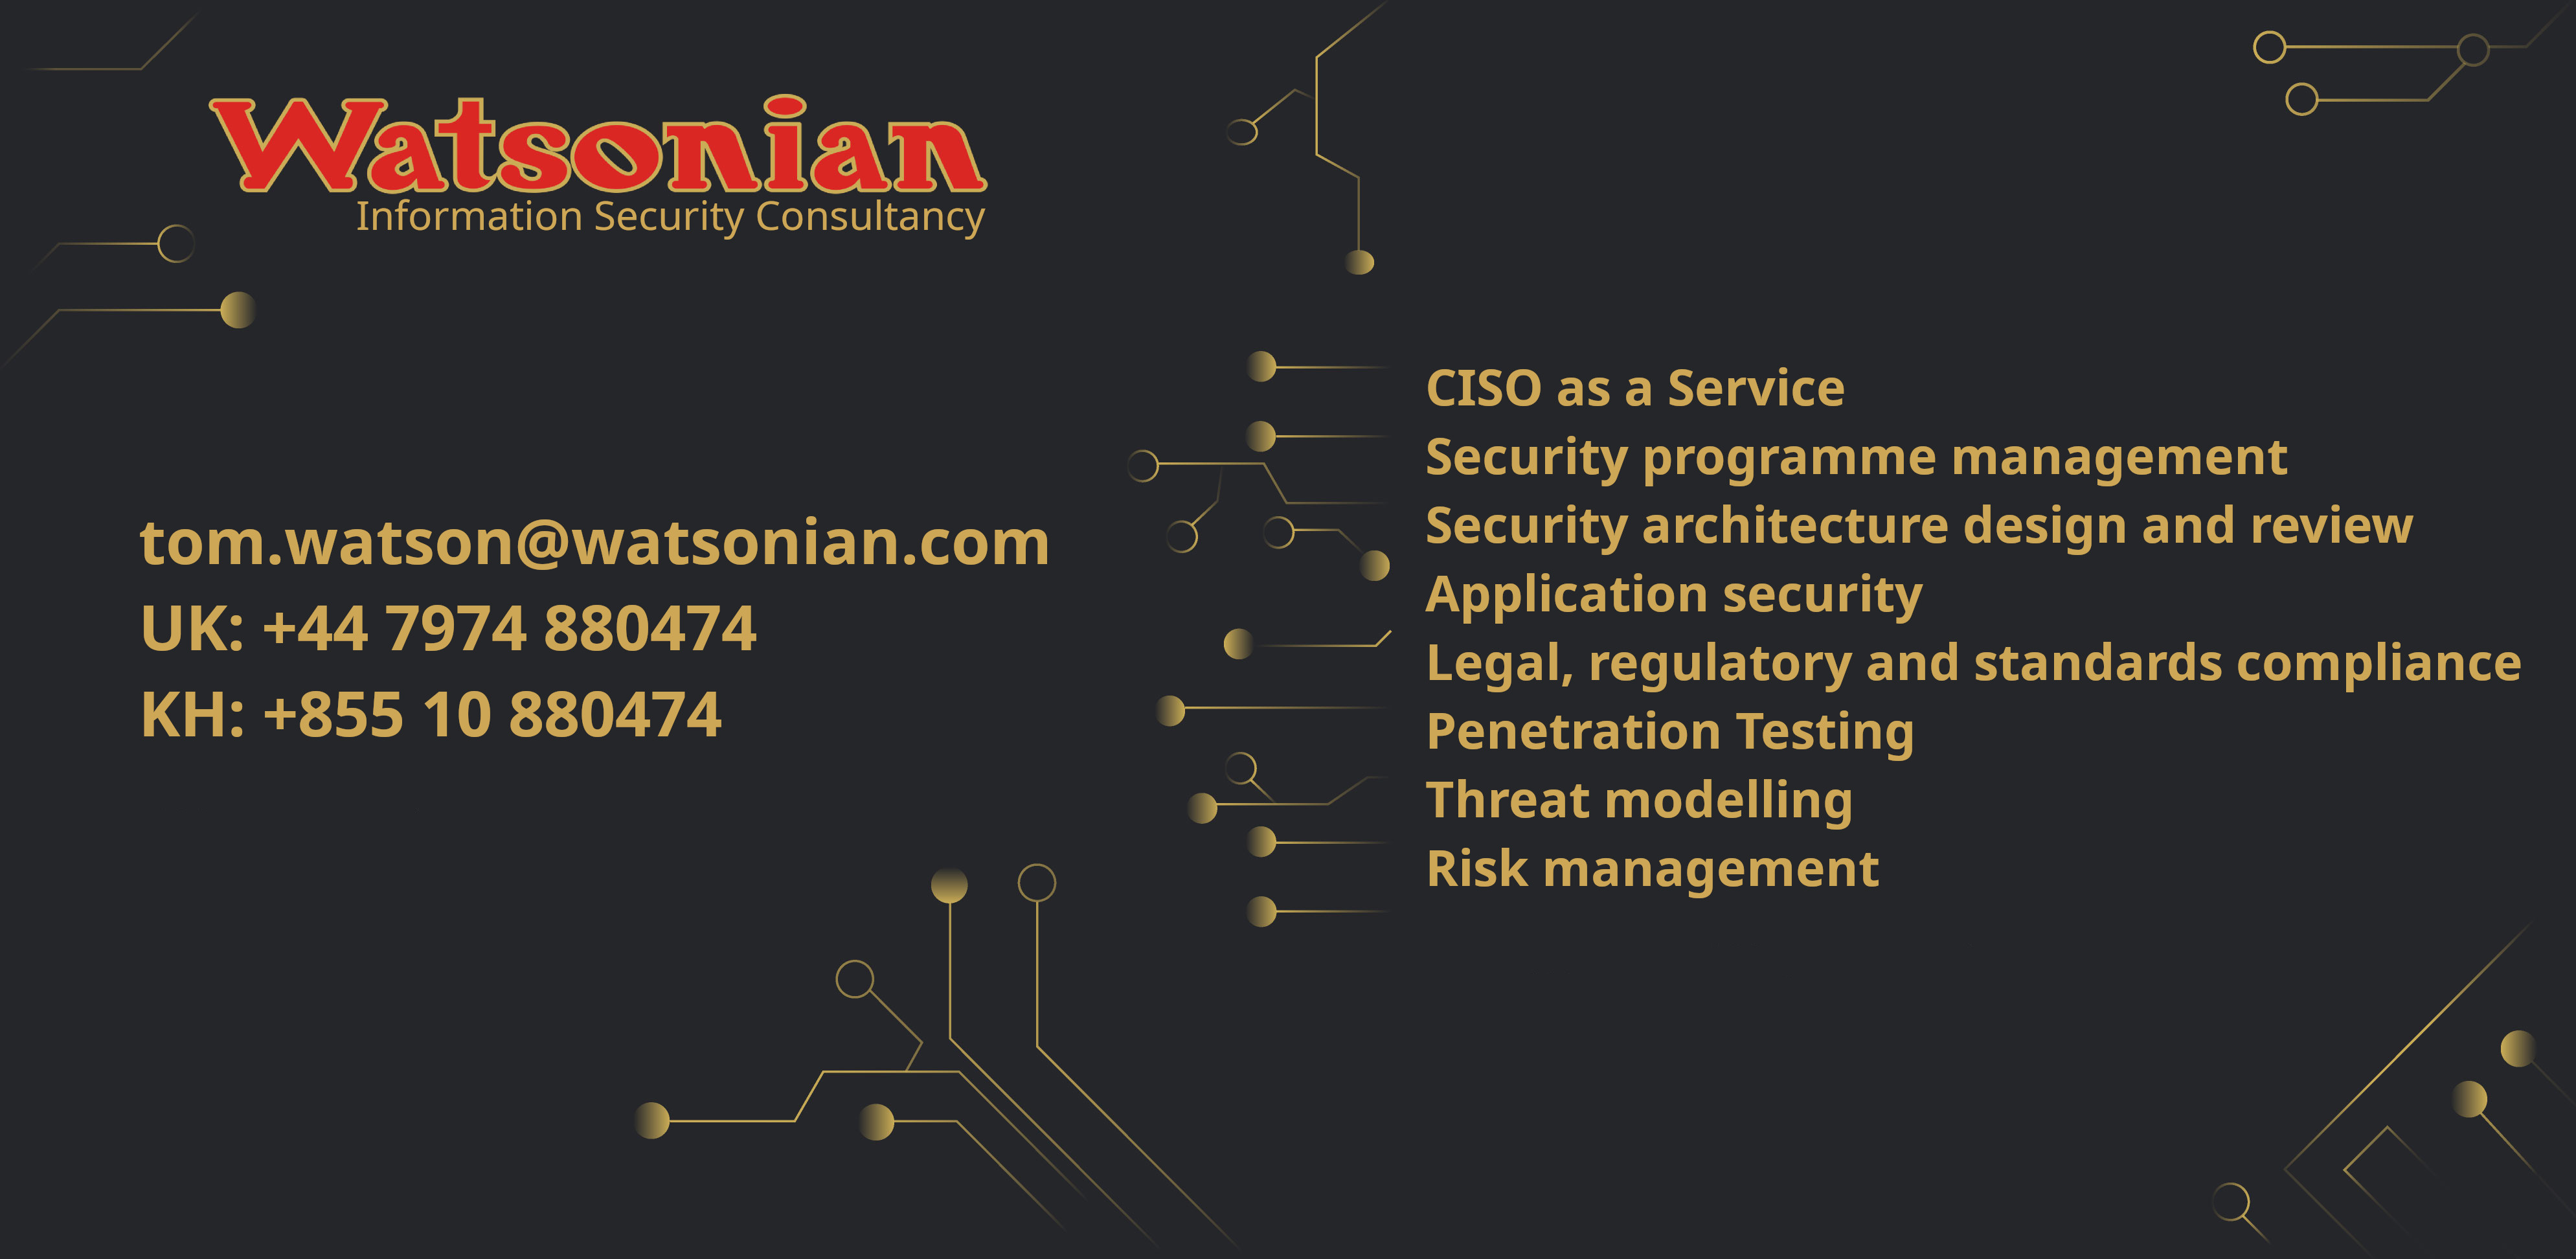 Watsonian
Information Security Consultancy
tom.watson@watsonian.com
UK: +44 7974 880474
KH: +855 10 880474
CISO as a Service
Security programme management
Security architecture design and review
Application security
Legal, regulatory and standards compliance
Penetration Testing
Threat modelling
Risk management